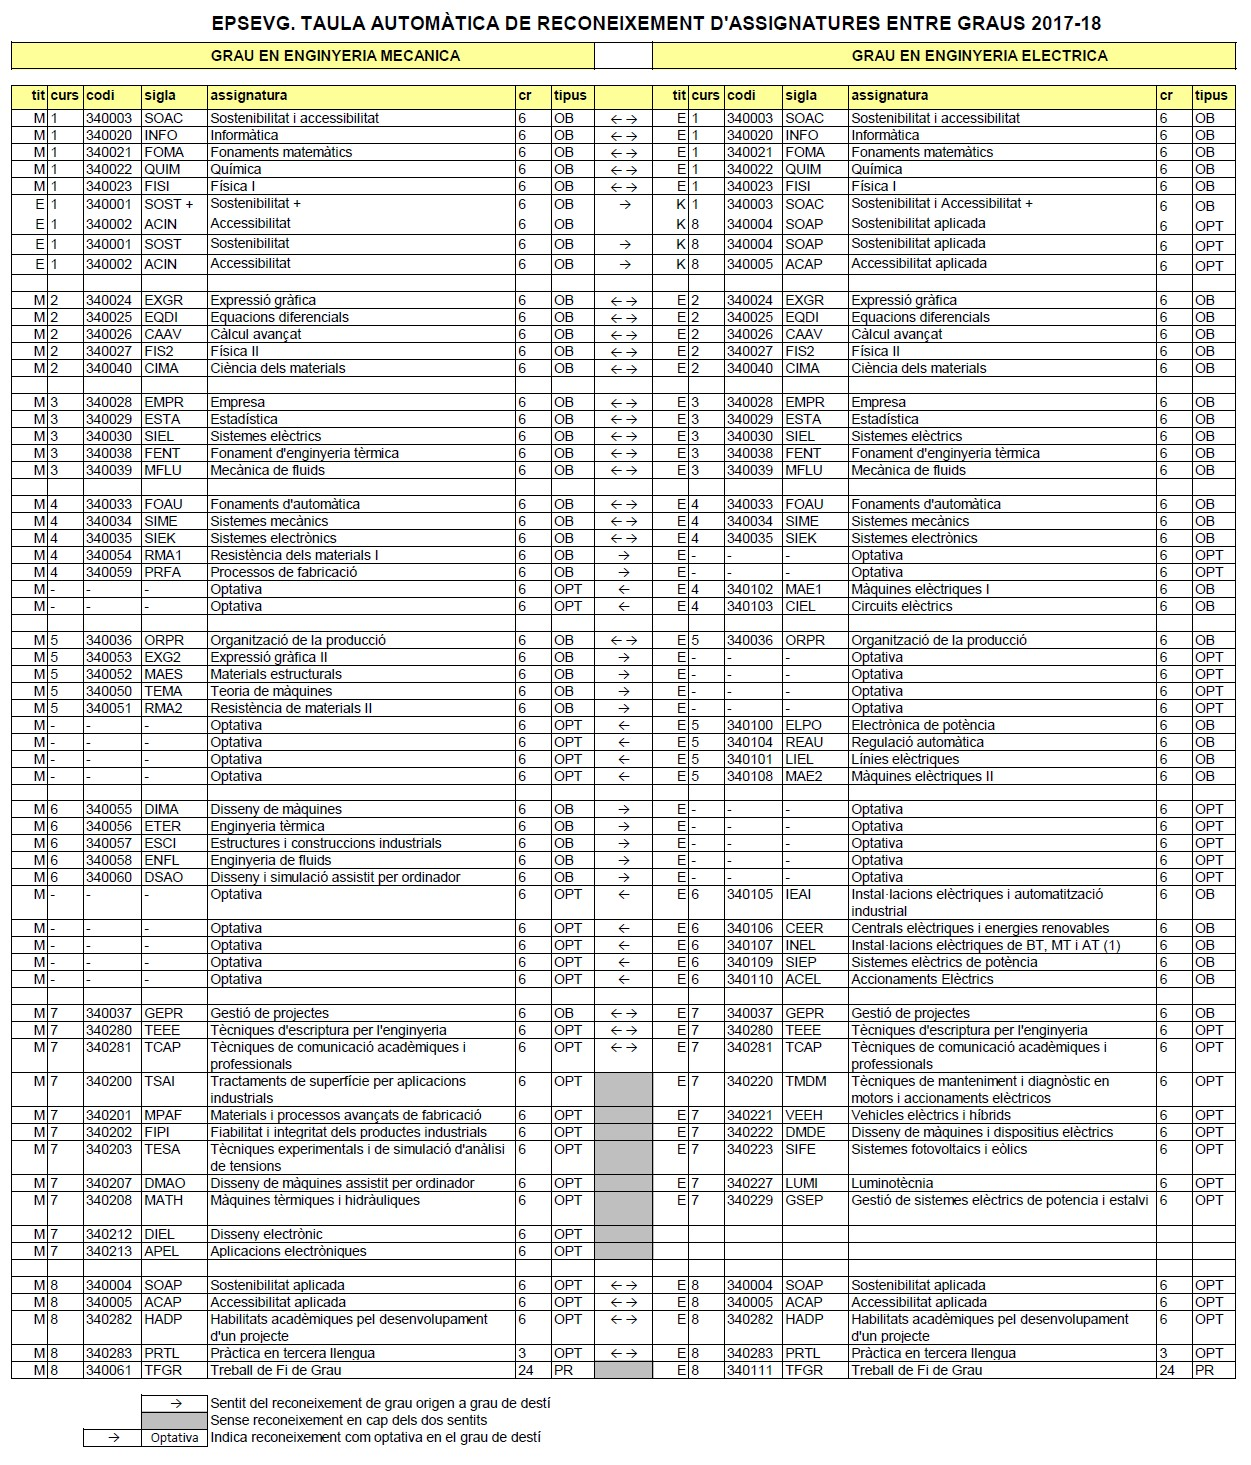 EPSEVG. TAULA AUTOMÀTICA DE RECONEIXEMENT D'ASSIGNATURES ENTRE GRAUS 2017-18
GRAU EN ENGINYERIA MECANICA GRAU EN ENGINYERIA ELECTRICA
tit curs codi sigla assignatura cr tipus tit curs codi sigla assignatura cr tipus
M 1 340003 SOAC Sostenibilitat i accessibilitat 6 OB ←→ E 1 340003 SOAC Sostenibilitat i accessibilitat 6 OB
M 1 340020 INFO Informàtica 6 OB ←→ E 1 340020 INFO Informàtica 6 OB
M 1 340021 FOMA Fonaments matemàtics 6 OB ←→ E 1 340021 FOMA Fonaments matemàtics 6 OB
M 1 340022 QUIM Química 6 OB ←→ E 1 340022 QUIM Química 6 OB
M 1 340023 FISI Física I 6 OB ←→ E 1 340023 FISI Física I 6 OB
E 1 340001 SOST + Sostenibilitat + 6 OB → K 1 340003 SOAC Sostenibilitat i Accessibilitat + 6 OB
E 1 340002 ACIN Accessibilitat 6 OB K 8 340004 SOAP Sostenibilitat aplicada 6 OPT
E 1 340001 SOST Sostenibilitat 6 OB → K 8 340004 SOAP Sostenibilitat aplicada 6 OPT
E 1 340002 ACIN Accessibilitat 6 OB → K 8 340005 ACAP Accessibilitat aplicada 6 OPT
M 2 340024 EXGR Expressió gràfica 6 OB ←→ E 2 340024 EXGR Expressió gràfica 6 OB
M 2 340025 EQDI Equacions diferencials 6 OB ←→ E 2 340025 EQDI Equacions diferencials 6 OB
M 2 340026 CAAV Càlcul avançat 6 OB ←→ E 2 340026 CAAV Càlcul avançat 6 OB
M 2 340027 FIS2 Física II 6 OB ←→ E 2 340027 FIS2 Física II 6 OB
M 2 340040 CIMA Ciència dels materials 6 OB ←→ E 2 340040 CIMA Ciència dels materials 6 OB
M 3 340028 EMPR Empresa 6 OB ←→ E 3 340028 EMPR Empresa 6 OB
M 3 340029 ESTA Estadística 6 OB ←→ E 3 340029 ESTA Estadística 6 OB
M 3 340030 SIEL Sistemes elèctrics 6 OB ←→ E 3 340030 SIEL Sistemes elèctrics 6 OB
M 3 340038 FENT Fonament d'enginyeria tèrmica 6 OB ←→ E 3 340038 FENT Fonament d'enginyeria tèrmica 6 OB
M 3 340039 MFLU Mecànica de fluids 6 OB ←→ E 3 340039 MFLU Mecànica de fluids 6 OB
M 4 340033 FOAU Fonaments d'automàtica 6 OB ←→ E 4 340033 FOAU Fonaments d'automàtica 6 OB
M 4 340034 SIME Sistemes mecànics 6 OB ←→ E 4 340034 SIME Sistemes mecànics 6 OB
M 4 340035 SIEK Sistemes electrònics 6 OB ←→ E 4 340035 SIEK Sistemes electrònics 6 OB
M 4 340054 RMA1 Resistència dels materials I 6 OB → E - - - Optativa 6 OPT
M 4 340059 PRFA Processos de fabricació 6 OB → E - - - Optativa 6 OPT
M - - - Optativa 6 OPT ← E 4 340102 MAE1 Màquines elèctriques I 6 OB
M - - - Optativa 6 OPT ← E 4 340103 CIEL Circuits elèctrics 6 OB
M 5 340036 ORPR Organització de la producció 6 OB ←→ E 5 340036 ORPR Organització de la producció 6 OB
M 5 340053 EXG2 Expressió gràfica II 6 OB → E - - - Optativa 6 OPT
M 5 340052 MAES Materials estructurals 6 OB → E - - - Optativa 6 OPT
M 5 340050 TEMA Teoria de màquines 6 OB → E - - - Optativa 6 OPT
M 5 340051 RMA2 Resistència de materials II 6 OB → E - - - Optativa 6 OPT
M - - - Optativa 6 OPT ← E 5 340100 ELPO Electrònica de potència 6 OB
M - - - Optativa 6 OPT ← E 5 340104 REAU Regulació automàtica 6 OB
M - - - Optativa 6 OPT ← E 5 340101 LIEL Línies elèctriques 6 OB
M - - - Optativa 6 OPT ← E 5 340108 MAE2 Màquines elèctriques II 6 OB
M 6 340055 DIMA Disseny de màquines 6 OB → E - - - Optativa 6 OPT
M 6 340056 ETER Enginyeria tèrmica 6 OB → E - - - Optativa 6 OPT
M 6 340057 ESCI Estructures i construccions industrials 6 OB → E - - - Optativa 6 OPT
M 6 340058 ENFL Enginyeria de fluids 6 OB → E - - - Optativa 6 OPT
M 6 340060 DSAO Disseny i simulació assistit per ordinador 6 OB → E - - - Optativa 6 OPT
M - - - Optativa 6 OPT ← E 6 340105 IEAI Instal·lacions elèctriques i automatització 6 OB
industrial
M - - - Optativa 6 OPT ← E 6 340106 CEER Centrals elèctriques i energies renovables 6 OB
M - - - Optativa 6 OPT ← E 6 340107 INEL Instal·lacions elèctriques de BT, MT i AT (1) 6 OB
M - - - Optativa 6 OPT ← E 6 340109 SIEP Sistemes elèctrics de potència 6 OB
M - - - Optativa 6 OPT ← E 6 340110 ACEL Accionaments Elèctrics 6 OB
M 7 340037 GEPR Gestió de projectes 6 OB ←→ E 7 340037 GEPR Gestió de projectes 6 OB
M 7 340280 TEEE Tècniques d'escriptura per l'enginyeria 6 OPT ←→ E 7 340280 TEEE Tècniques d'escriptura per l'enginyeria 6 OPT
M 7 340281 TCAP Tècniques de comunicació acadèmiques i 6 OPT ←→ E 7 340281 TCAP Tècniques de comunicació acadèmiques i 6 OPT
professionals professionals
M 7 340200 TSAI Tractaments de superfície per aplicacions 6 OPT E 7 340220 TMDM Tècniques de manteniment i diagnòstic en 6 OPT
industrials motors i accionaments elèctricos
M 7 340201 MPAF Materials i processos avançats de fabricació 6 OPT E 7 340221 VEEH Vehicles elèctrics i híbrids 6 OPT
M 7 340202 FIPI Fiabilitat i integritat dels productes industrials 6 OPT E 7 340222 DMDE Disseny de màquines i dispositius elèctrics 6 OPT
M 7 340203 TESA Tècniques experimentals i de simulació d'anàlisi 6 OPT E 7 340223 SIFE Sistemes fotovoltaics i eòlics 6 OPT
de tensions
M 7 340207 DMAO Disseny de màquines assistit per ordinador 6 OPT E 7 340227 LUMI Luminotècnia 6 OPT
M 7 340208 MATH Màquines tèrmiques i hidràuliques 6 OPT E 7 340229 GSEP Gestió de sistemes elèctrics de potencia i estalvi 6 OPT
M 7 340212 DIEL Disseny electrònic 6 OPT
M 7 340213 APEL Aplicacions electròniques 6 OPT
M 8 340004 SOAP Sostenibilitat aplicada 6 OPT ←→ E 8 340004 SOAP Sostenibilitat aplicada 6 OPT
M 8 340005 ACAP Accessibilitat aplicada 6 OPT ←→ E 8 340005 ACAP Accessibilitat aplicada 6 OPT
M 8 340282 HADP Habilitats acadèmiques pel desenvolupament 6 OPT ←→ E 8 340282 HADP Habilitats acadèmiques pel desenvolupament 6 OPT
d'un projecte d'un projecte
M 8 340283 PRTL Pràctica en tercera llengua 3 OPT ←→ E 8 340283 PRTL Pràctica en tercera llengua 3 OPT
M 8 340061 TFGR Treball de Fi de Grau 24 PR E 8 340111 TFGR Treball de Fi de Grau 24 PR
→ Sentit del reconeixement de grau origen a grau de destí
Sense reconeixement en cap dels dos sentits
→ Optativa Indica reconeixement com optativa en el grau de destí